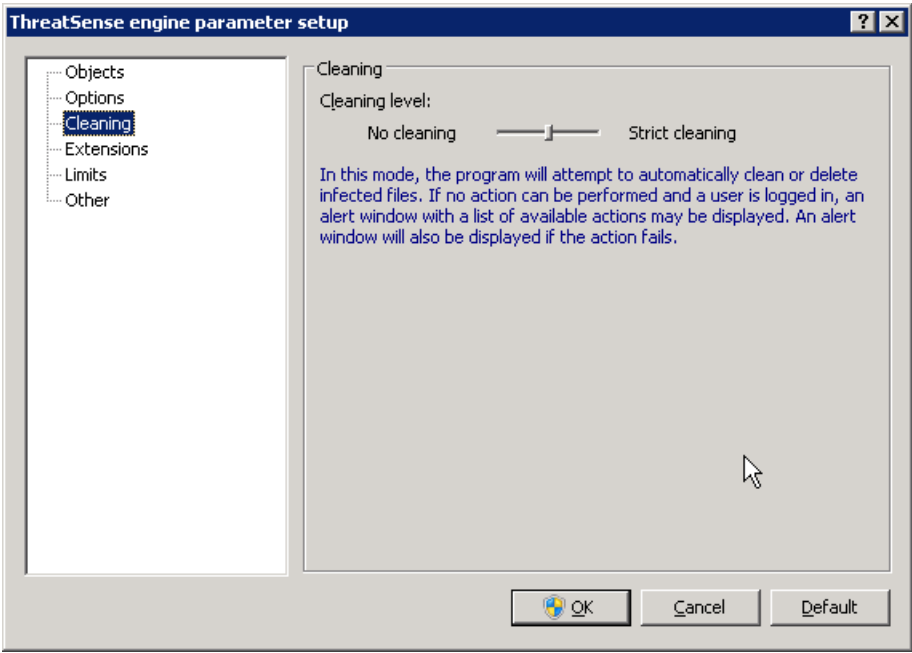 ThreatSense engine parameter setup
Objects
Options
Cleaning
Extensions
Limits
Other
Cleaning
Cleaning level:
No cleaning Strict cleaning
In this mode, the program will attempt to automatically clean or delete
infected files. If no action can be performed and a user is logged in, an
alert window with a list of available actions may be displayed. An alert
window will also be displayed if the action fails.
OK Cancel Default